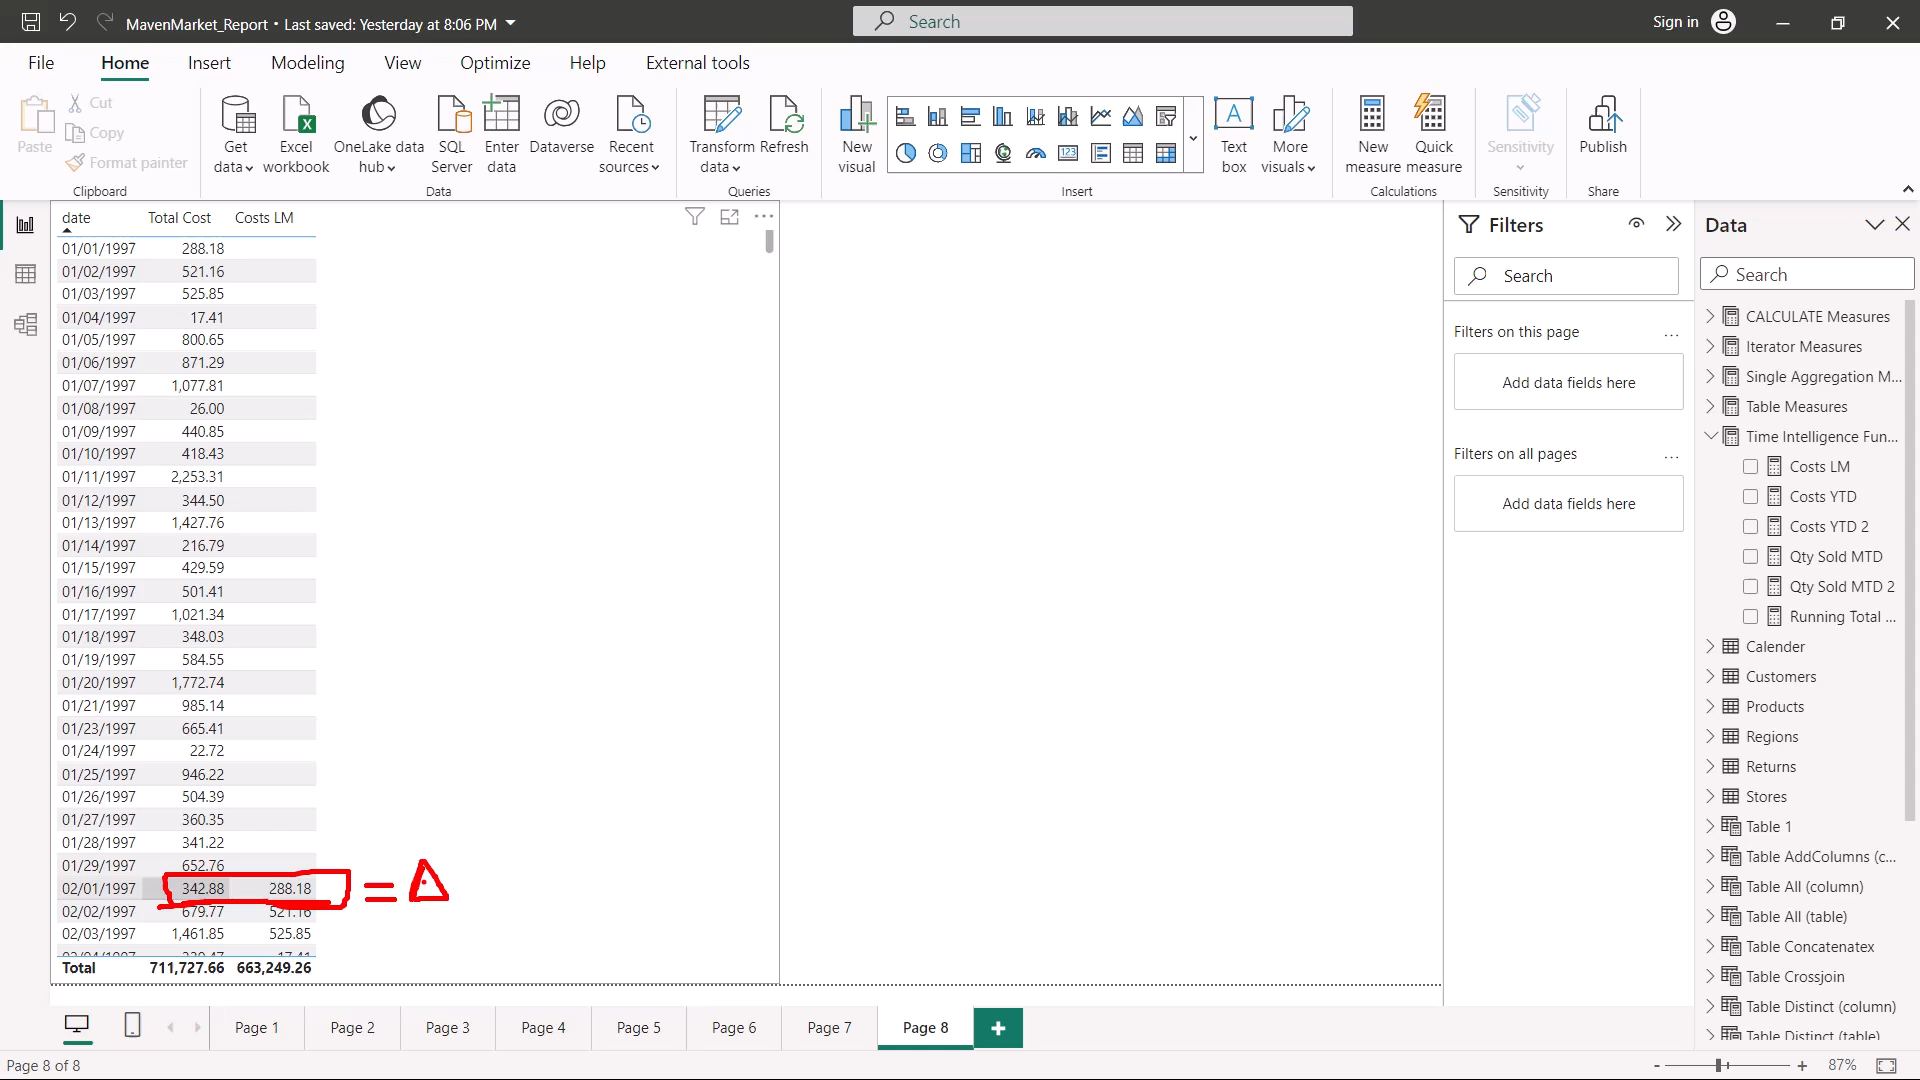 MavenMarket_Report • Last saved: Yesterday at 8:06 PM
Search
Sign in
File Home Insert Modeling View Optimize Help External tools
Paste
Cut
Copy
Format painter
Clipboard
Get data
Excel workbook
OneLake data hub
SQL Server
Enter data
Dataverse
Recent sources
Data
Transform data
Refresh
Queries
New visual
123
A
Text box
More visuals
Insert
New measure
Quick measure
Calculations
Sensitivity
Sensitivity
Publish
Share
date Total Cost Costs LM
01/01/1997 288.18
01/02/1997 521.16
01/03/1997 525.85
01/04/1997 17.41
01/05/1997 800.65
01/06/1997 871.29
01/07/1997 1,077.81
01/08/1997 26.00
01/09/1997 440.85
01/10/1997 418.43
01/11/1997 2,253.31
01/12/1997 344.50
01/13/1997 1,427.76
01/14/1997 216.79
01/15/1997 429.59
01/16/1997 501.41
01/17/1997 1,021.34
01/18/1997 348.03
01/19/1997 584.55
01/20/1997 1,772.74
01/21/1997 985.14
01/23/1997 665.41
01/24/1997 22.72
01/25/1997 946.22
01/26/1997 504.39
01/27/1997 360.35
01/28/1997 341.22
01/29/1997 652.76
02/01/1997 342.88 288.18 = Δ
02/02/1997 679.77 521.16
02/03/1997 1,461.85 525.85
Total 711,727.66 663,249.26
Filters
Search
Filters on this page ...
Add data fields here
Filters on all pages ...
Add data fields here
Data
Search
CALCULATE Measures
Iterator Measures
Single Aggregation M...
Table Measures
Time Intelligence Fun...
Costs LM
Costs YTD
Costs YTD 2
Qty Sold MTD
Qty Sold MTD 2
Running Total ...
Calender
Customers
Products
Regions
Returns
Stores
Table 1
Table AddColumns (c...
Table All (column)
Table All (table)
Table Concatenatex
Table Crossjoin
Table Distinct (column)
Table Distinct (table)
Page 1 Page 2 Page 3 Page 4 Page 5 Page 6 Page 7 Page 8 +
Page 8 of 8
- + 87%